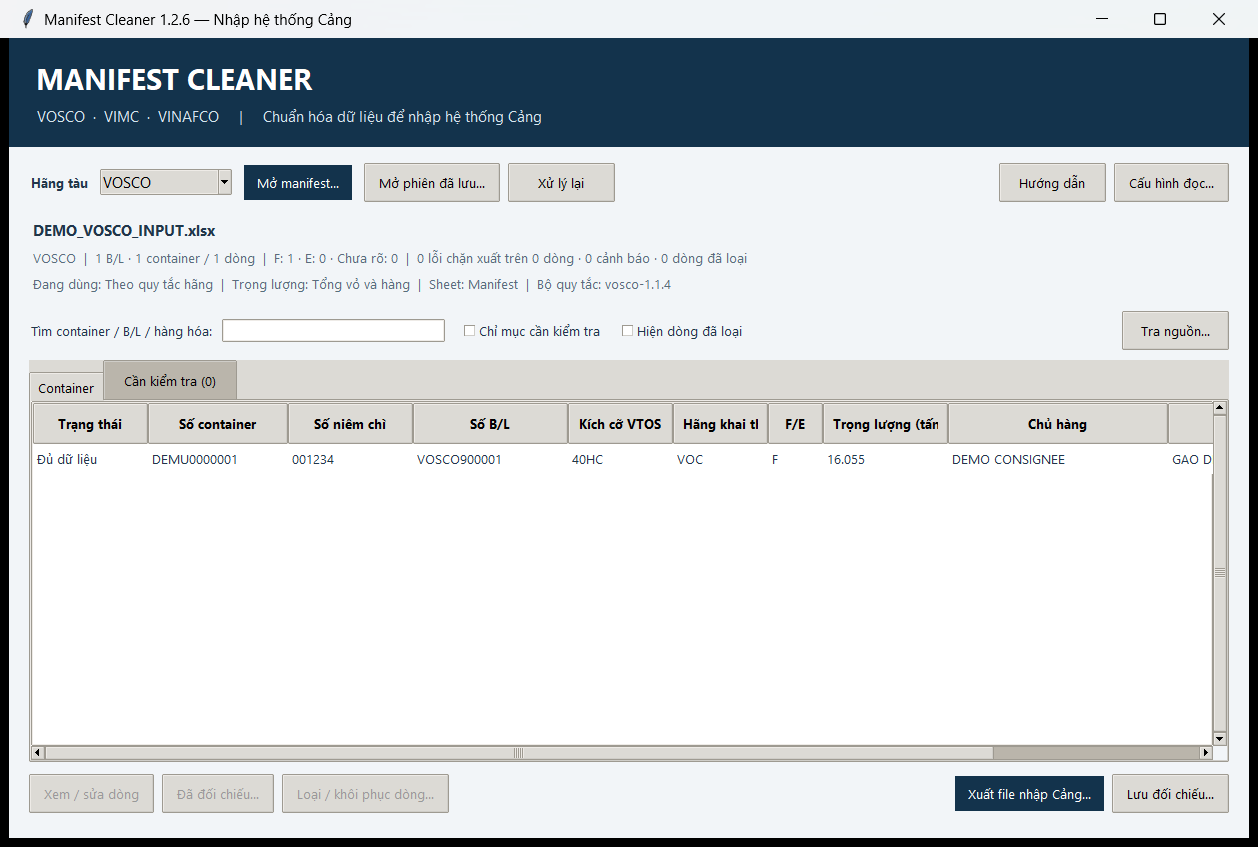 Manifest Cleaner 1.2.6 — Nhập hệ thống Cảng
MANIFEST CLEANER
VOSCO · VIMC · VINAFCO | Chuẩn hóa dữ liệu để nhập hệ thống Cảng
Hãng tàu VOSCO Mở manifest... Mở phiên đã lưu... Xử lý lại Hướng dẫn Cấu hình đọc...
DEMO_VOSCO_INPUT.xlsx
VOSCO | 1 B/L · 1 container / 1 dòng | F: 1 · E: 0 · Chưa rõ: 0 | 0 lỗi chặn xuất trên 0 dòng · 0 cảnh báo · 0 dòng đã loại
Đang dùng: Theo quy tắc hãng | Trọng lượng: Tổng vỏ và hàng | Sheet: Manifest | Bộ quy tắc: vosco-1.1.4
Tìm container / B/L / hàng hóa: Chỉ mục cần kiểm tra Hiện dòng đã loại Tra nguồn...
Container Cần kiểm tra (0)
Trạng thái Số container Số niêm chì Số B/L Kích cỡ VTOS Hãng khai tl F/E Trọng lượng (tấn Chủ hàng
Đủ dữ liệu DEMU0000001 001234 VOSCO900001 40HC VOC F 16.055 DEMO CONSIGNEE GAO D
Xem / sửa dòng Đã đối chiếu... Loại / khôi phục dòng... Xuất file nhập Cảng... Lưu đối chiếu...